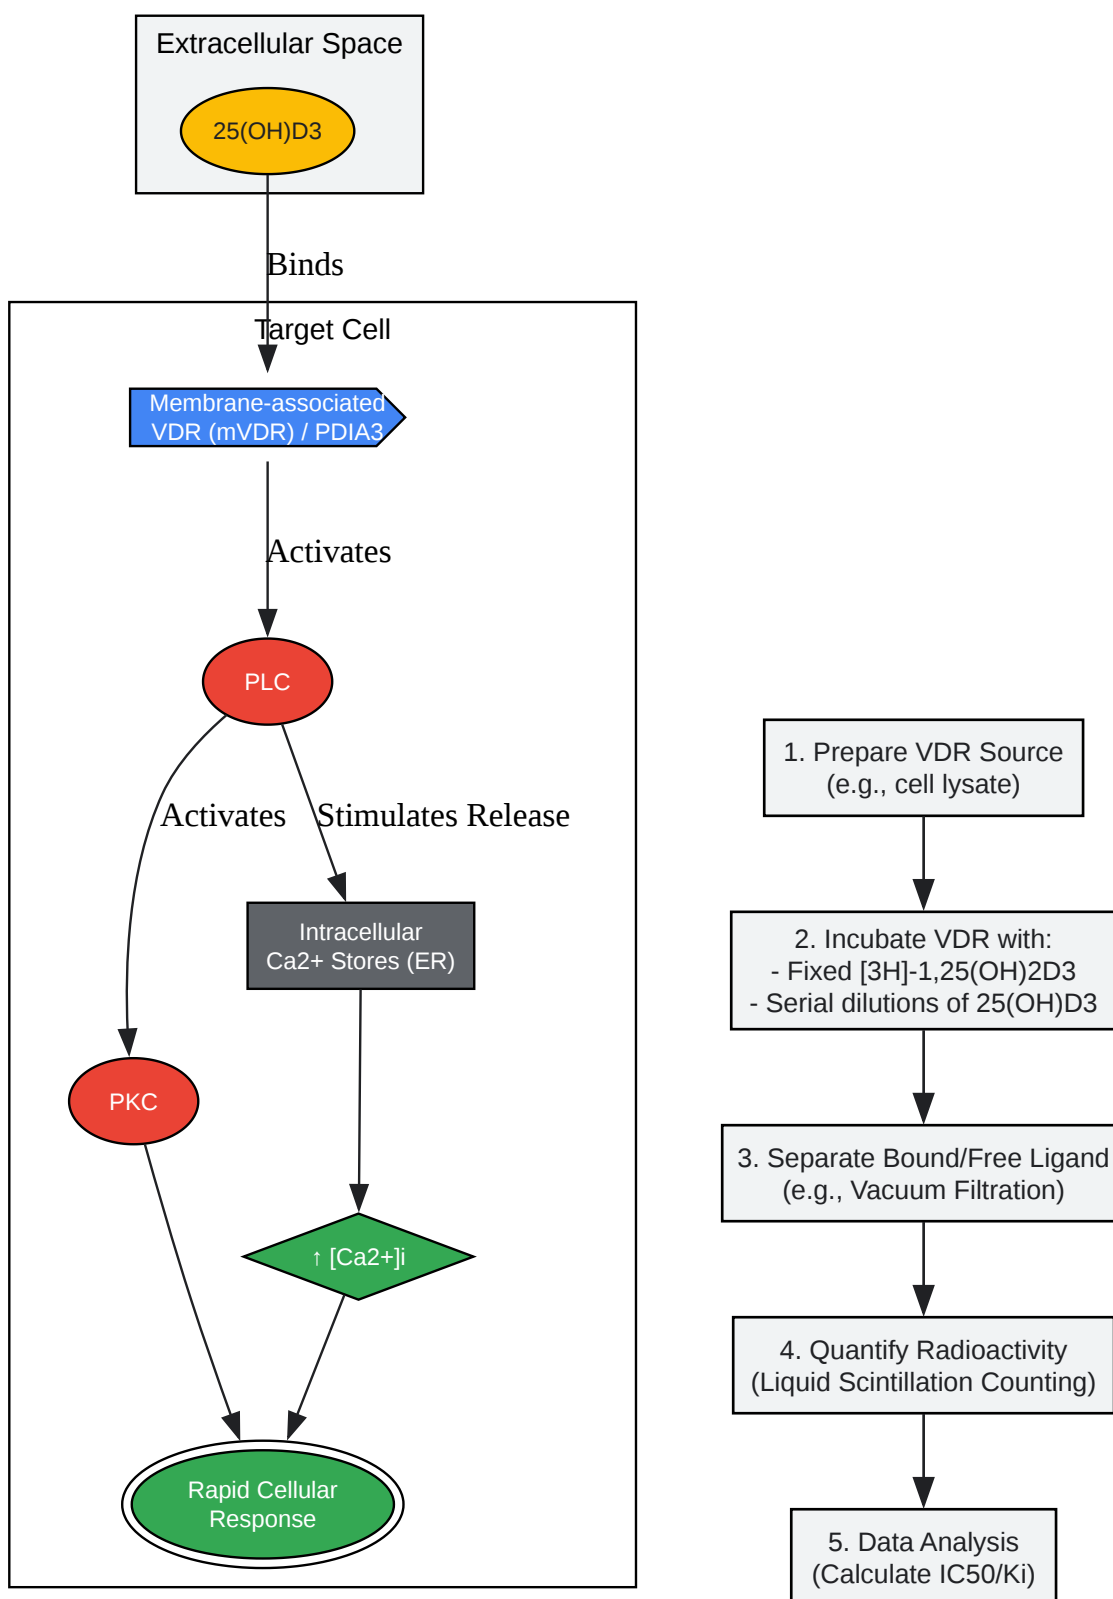 Extracellular Space
25(OH)D3
Binds
Target Cell
Membrane-associated
VDR (mVDR) / PDIA3
Activates
PLC
Activates
Stimulates Release
Intracellular
Ca2+ Stores (ER)
PKC
↑ [Ca2+]i
Rapid Cellular
Response
1. Prepare VDR Source
(e.g., cell lysate)
2. Incubate VDR with:
- Fixed [3H]-1,25(OH)2D3
- Serial dilutions of 25(OH)D3
3. Separate Bound/Free Ligand
(e.g., Vacuum Filtration)
4. Quantify Radioactivity
(Liquid Scintillation Counting)
5. Data Analysis
(Calculate IC50/Ki)